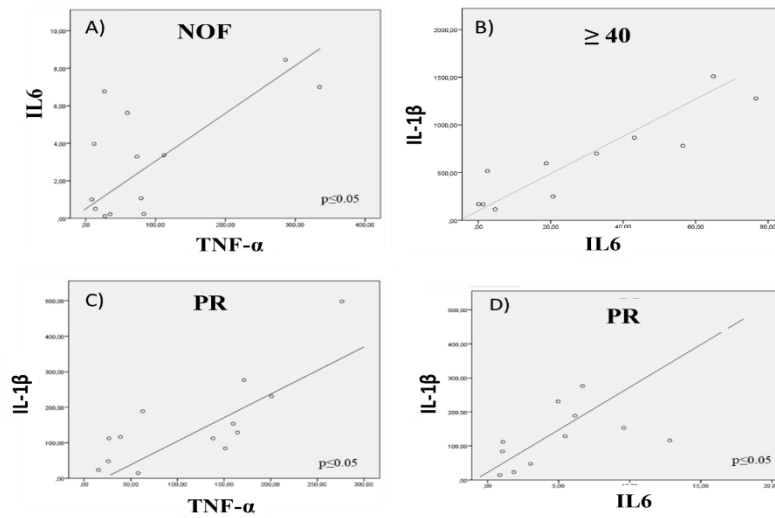 A) NOF
IL6
10,00
8,00
6,00
4,00
2,00
,00
,00 100,00 200,00 300,00 400,00
p≤0.05
TNF-α
B) ≥ 40
IL-1β
2000
1500
1000
500,00
,00
,00 20,00 40,00 60,00 80,00
IL6
C) PR
IL-1β
500,00
400,00
300,00
200,00
100,00
,00
,00 50,00 100,00 150,00 200,00 250,00 300,00
p≤0.05
TNF-α
D) PR
IL-1β
500,00
400,00
300,00
200,00
100,00
,00
,00 5,00 15,00 20,0
p≤0.05
IL6